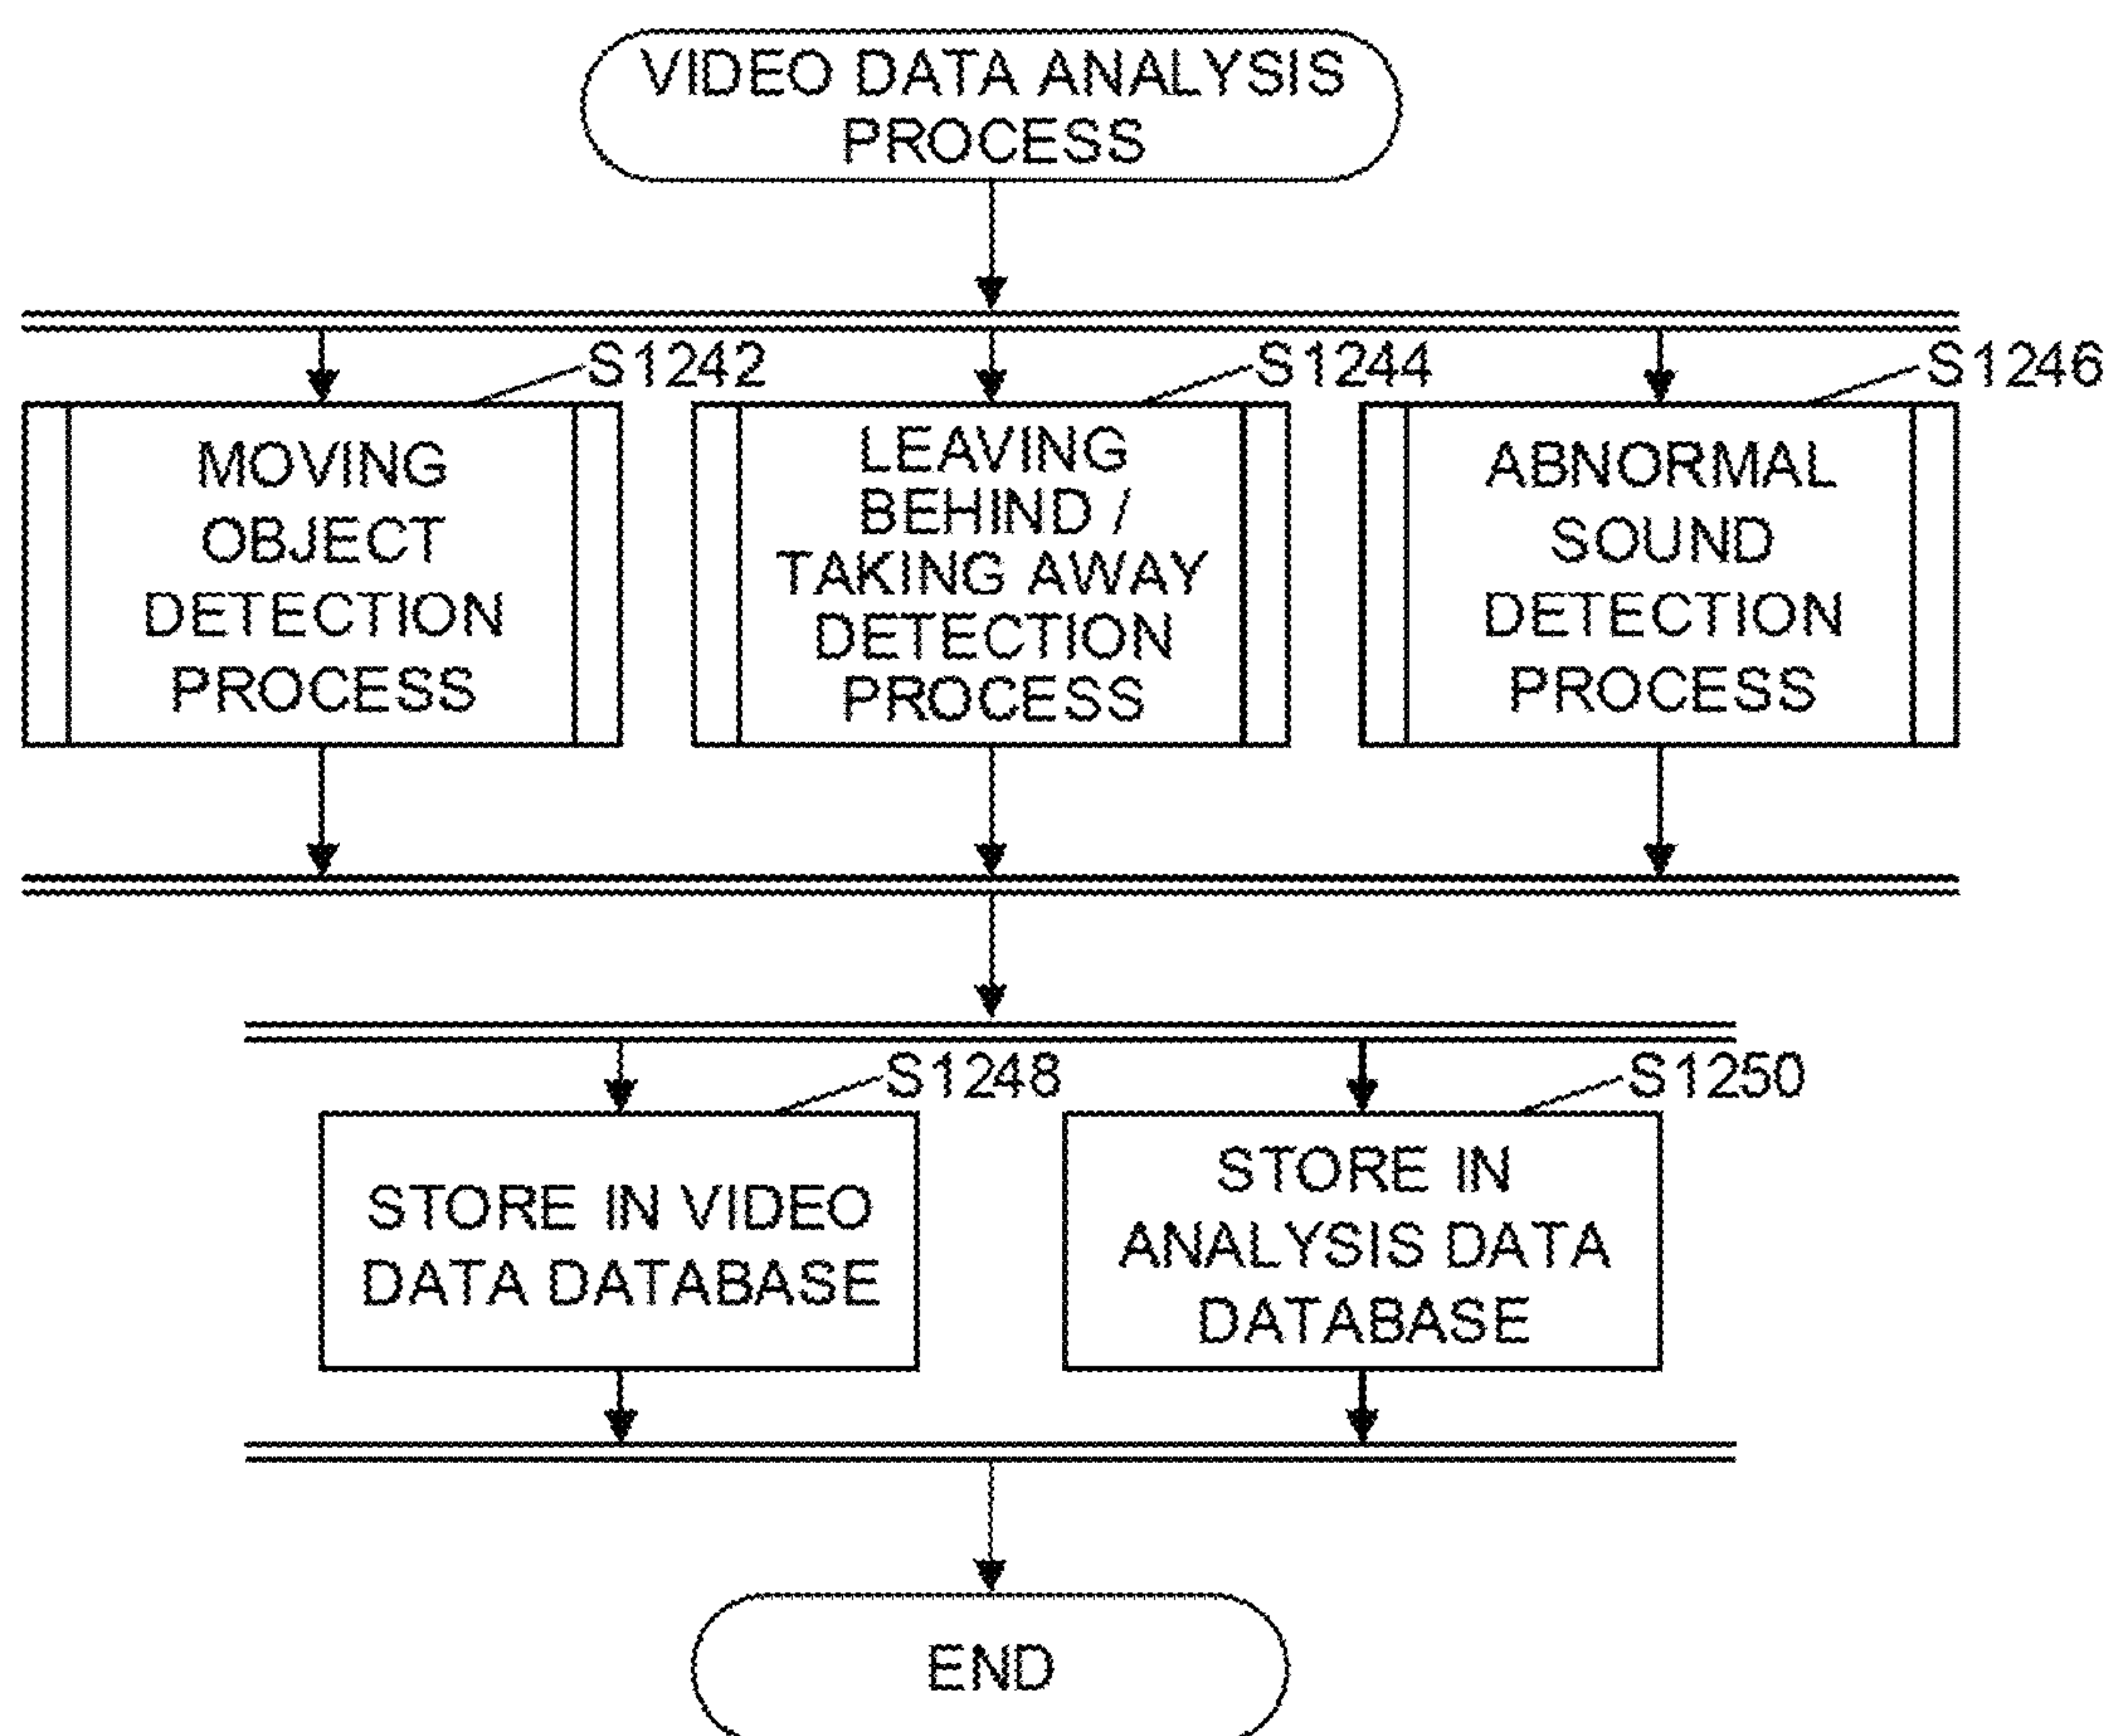 VIDEO DATA ANALYSIS
PROCESS
S1242
MOVING
OBJECT
DETECTION
PROCESS
S1244
LEAVING
BEHIND /
TAKING AWAY
DETECTION
PROCESS
S1246
ABNORMAL
SOUND
DETECTION
PROCESS
S1248
STORE IN VIDEO
DATA DATABASE
S1250
STORE IN
ANALYSIS DATA
DATABASE
END